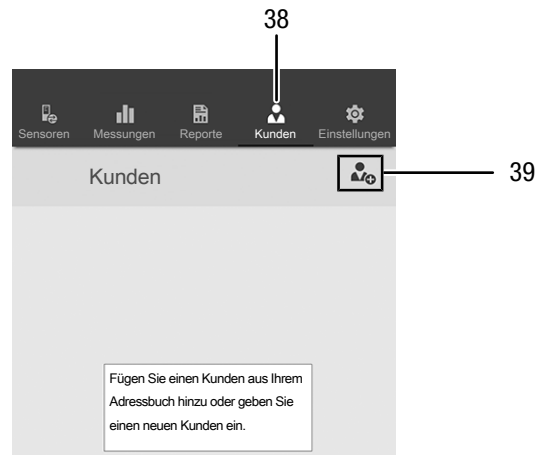 38
Sensoren Messungen Reporte Kunden Einstellungen
Kunden
39
Fügen Sie einen Kunden aus Ihrem
Adressbuch hinzu oder geben Sie
einen neuen Kunden ein.